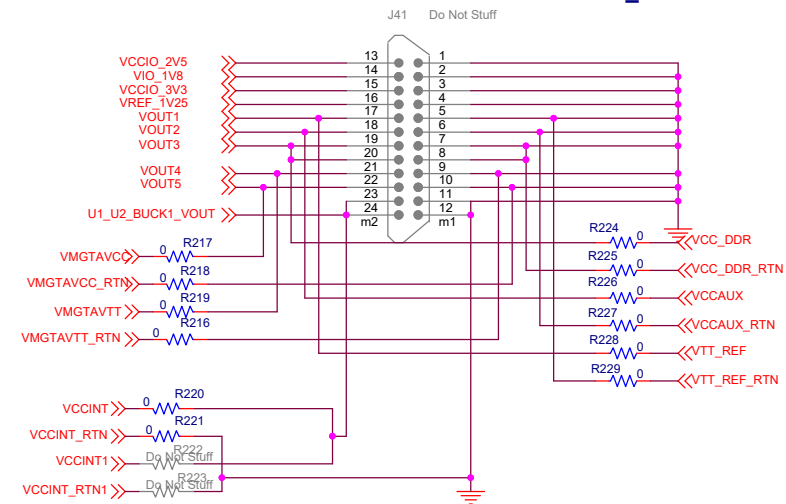 J41 Do Not Stuff
VCCIO_2V5 13 1
VIO_1V8 14 2
VCCIO_3V3 15 3
VREF_1V25 16 4
VOUT1 17 5
VOUT2 18 6
VOUT3 19 7
20 8
VOUT4 21 9
VOUT5 22 10
23 11
U1_U2_BUCK1_VOUT 24 12
m2 m1
R224 0 VCC_DDR
R217 0 VMGTAVCC
R225 0 VCC_DDR_RTN
R218 0 VMGTAVCC_RTN
R226 0 VCCAUX
R219 0 VMGTAVTT
R227 0 VCCAUX_RTN
R216 0 VMGTAVTT_RTN
R228 0 VTT_REF
R229 0 VTT_REF_RTN
R220 0 VCCINT
R221 0 VCCINT_RTN
R222 Do Not Stuff VCCINT1
R223 Do Not Stuff VCCINT_RTN1